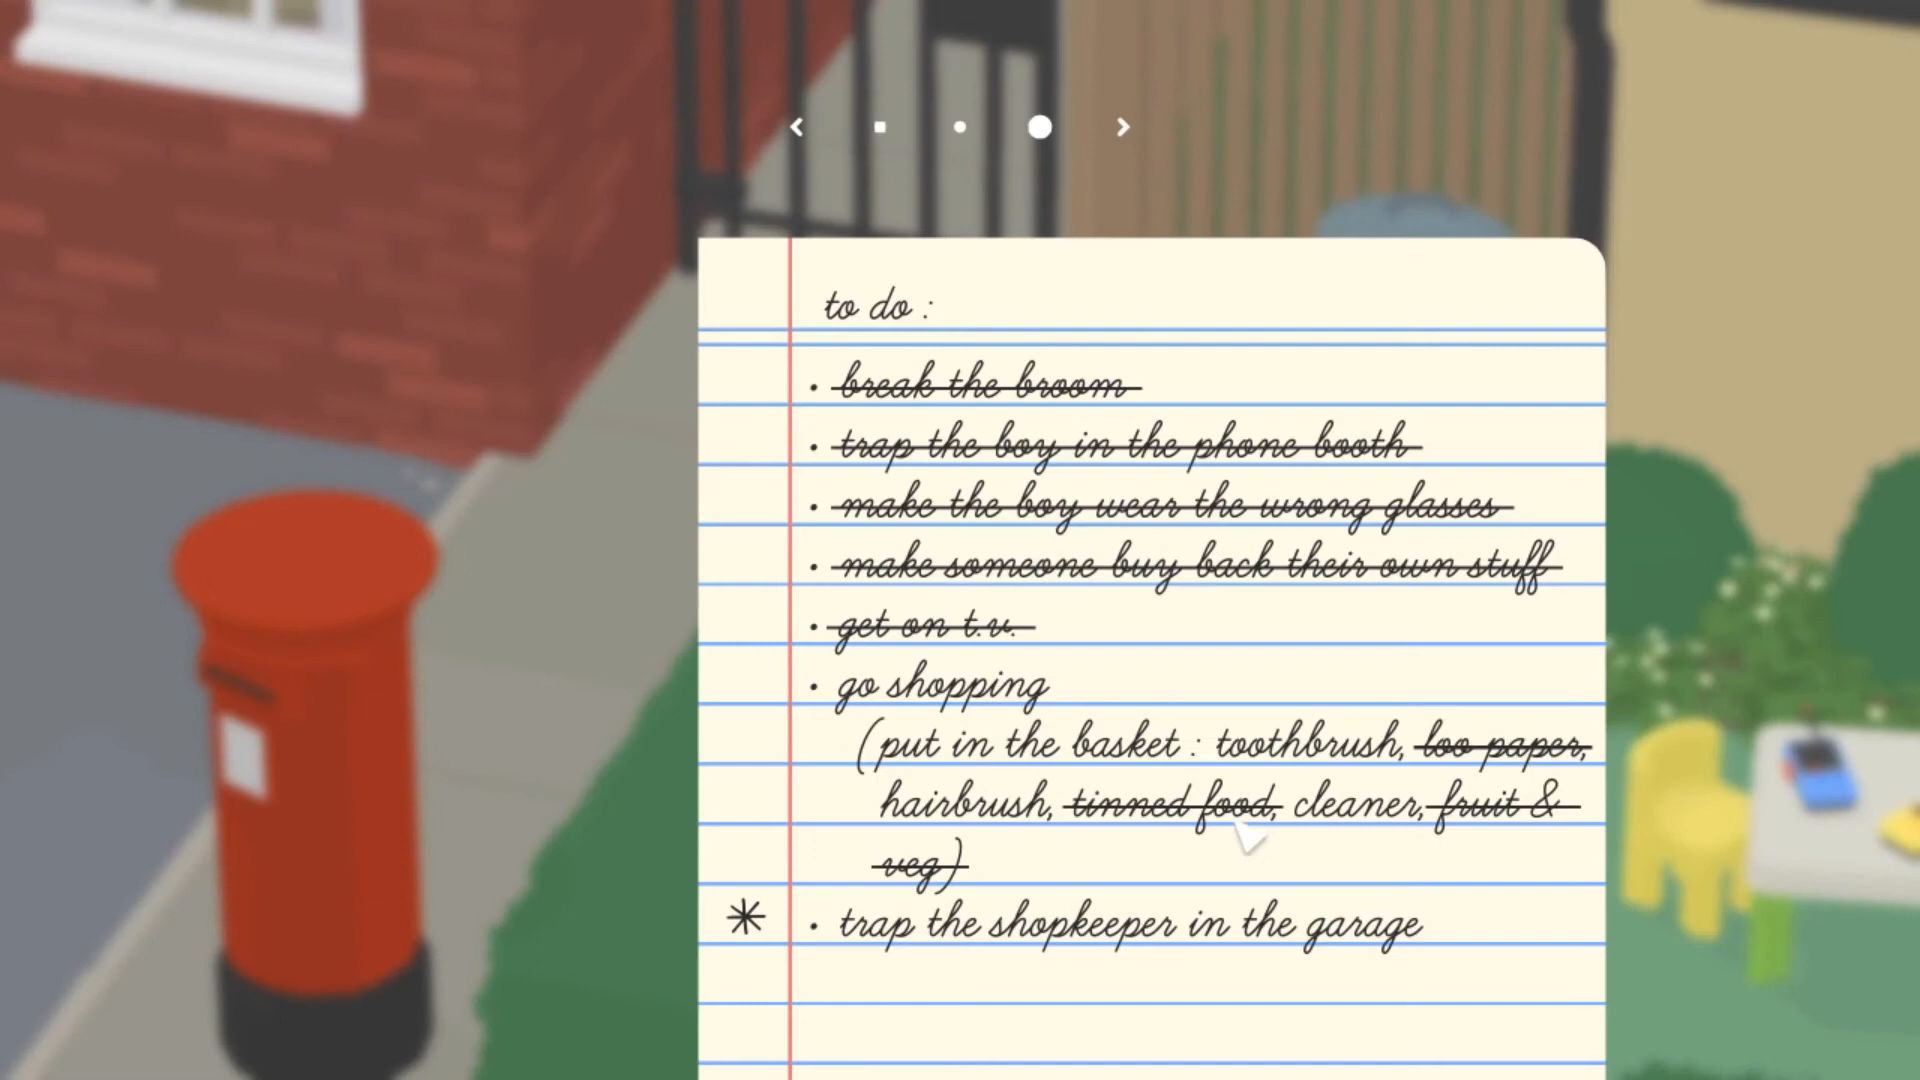 to do :
• break the broom
• trap the boy in the phone booth
• make the boy wear the wrong glasses
• make someone buy back their own stuff
• get on t.v.
• go shopping
(put in the basket : toothbrush, loo paper,
hairbrush, tinned food, cleaner, fruit &
veg)
• trap the shopkeeper in the garage